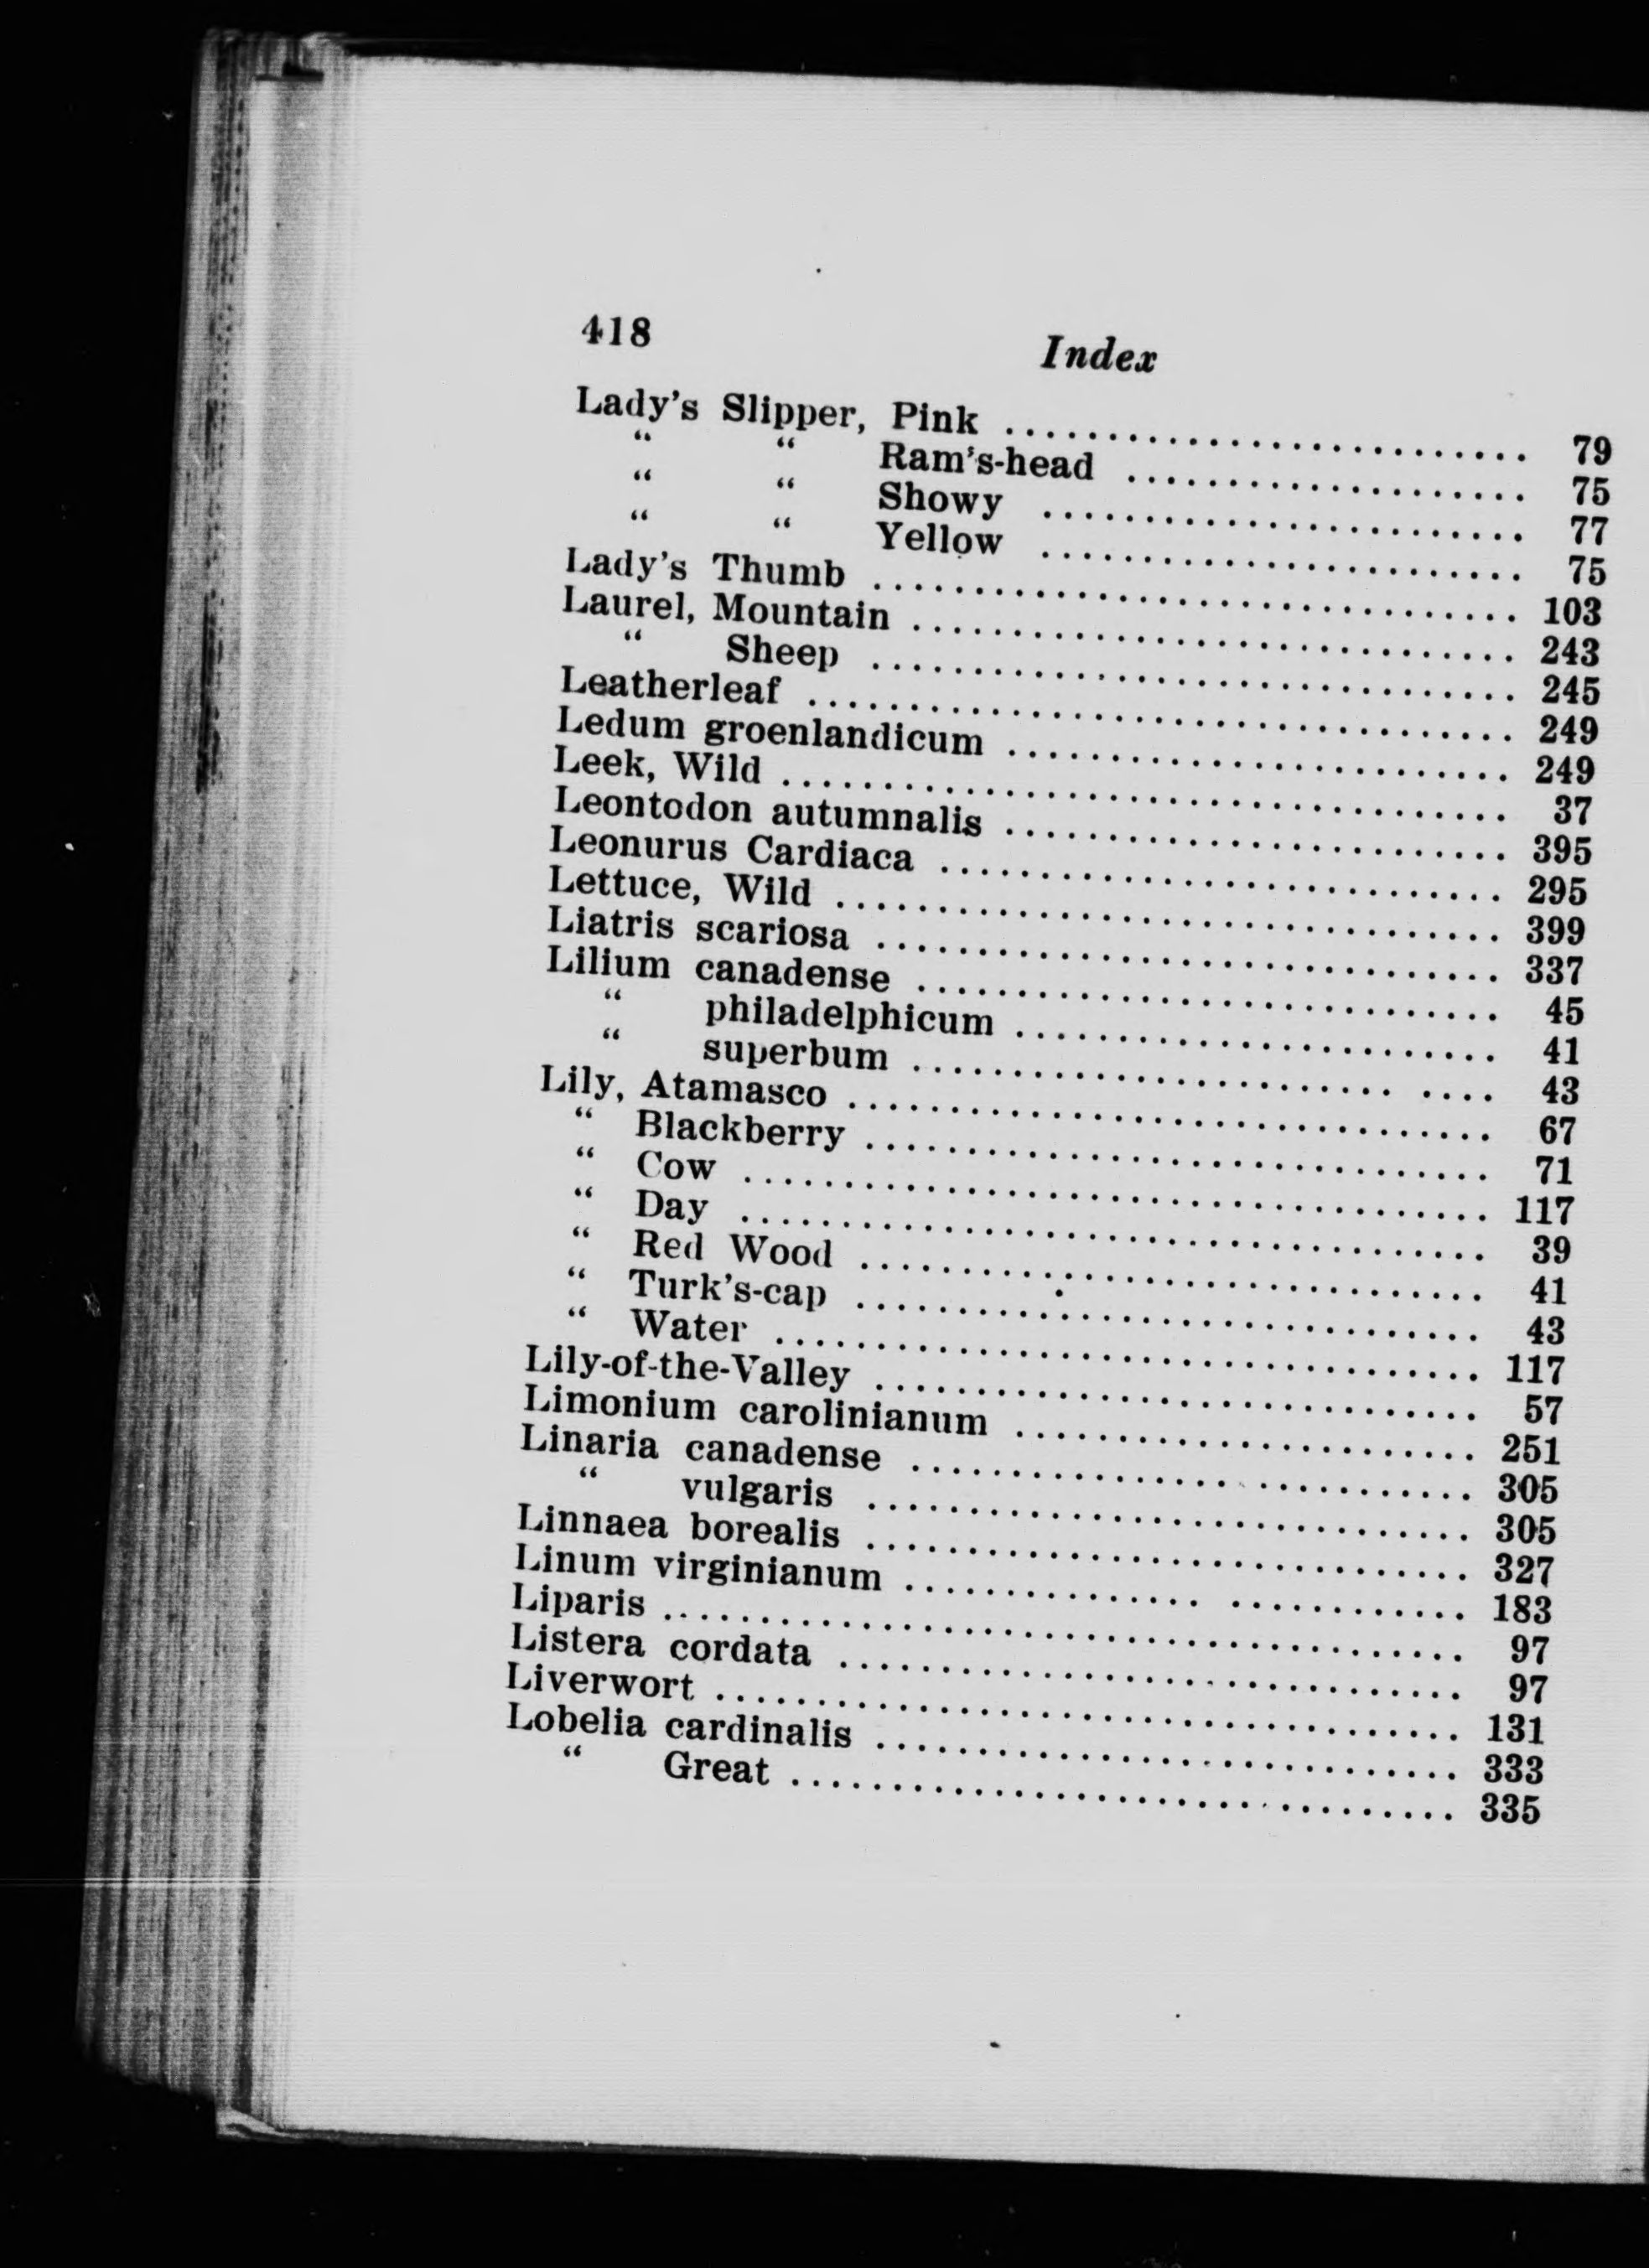 418
Index
Lady's Slipper, Pink .......................... 79
“ “ Ram's-head .................... 75
“ “ Showy ........................ 77
“ “ Yellow ........................ 75
Lady's Thumb ................................ 103
Laurel, Mountain .............................. 243
“ Sheep ................................ 245
Leatherleaf ................................... 249
Ledum groenlandicum ......................... 249
Leek, Wild .................................... 37
Leontodon autumnalis ......................... 395
Leonurus Cardiaca ............................ 295
Lettuce, Wild ................................. 399
Liatris scariosa ............................... 337
Lilium canadense ............................. 45
“ philadelphicum ........................ 41
“ superbum ............................. 43
Lily, Atamasco ................................ 67
“ Blackberry ............................... 71
“ Cow ..................................... 117
“ Day ..................................... 39
“ Red Wood ............................... 41
“ Turk's-cap ............................... 43
“ Water ................................... 117
Lily-of-the-Valley .............................. 57
Limonium carolinianum ....................... 251
Linaria canadense ............................ 305
“ vulgaris .............................. 305
Linnaea borealis .............................. 327
Linum virginianum ............................ 183
Liparis ........................................ 97
Listera cordata ............................... 97
Liverwort ..................................... 131
Lobelia cardinalis ............................. 333
“ Great ................................. 335